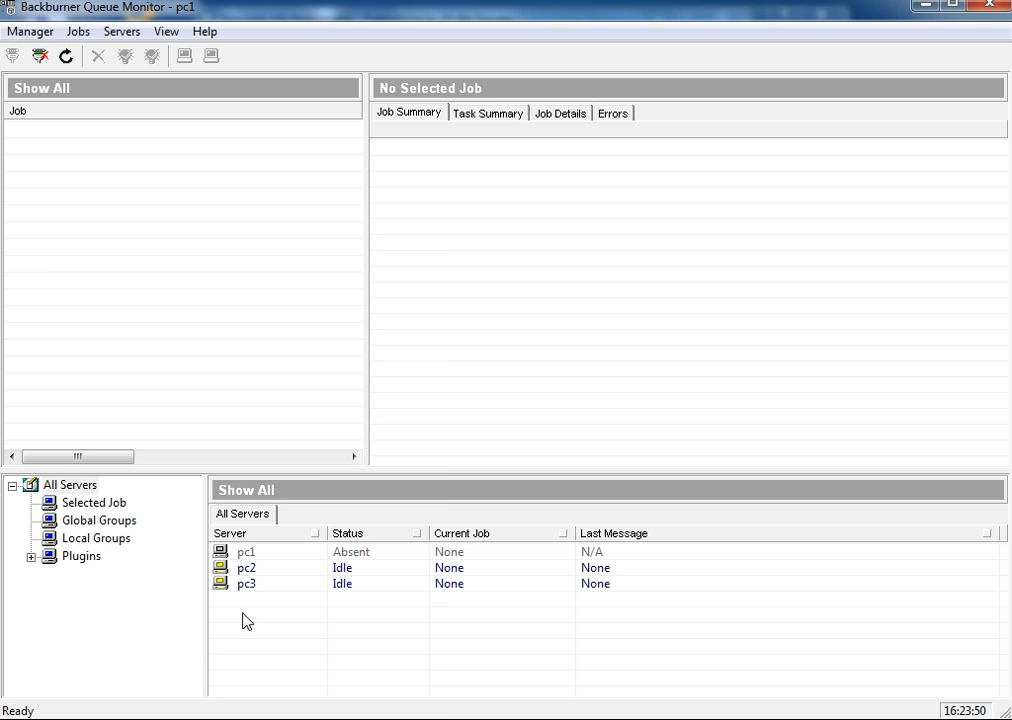 Backburner Queue Monitor - pc1
Manager Jobs Servers View Help
Show All
Job
No Selected Job
Job Summary Task Summary Job Details Errors
All Servers
Selected Job
Global Groups
Local Groups
Plugins
Show All
All Servers
Server Status Current Job Last Message
pc1 Absent None N/A
pc2 Idle None None
pc3 Idle None None
Ready 16:23:50